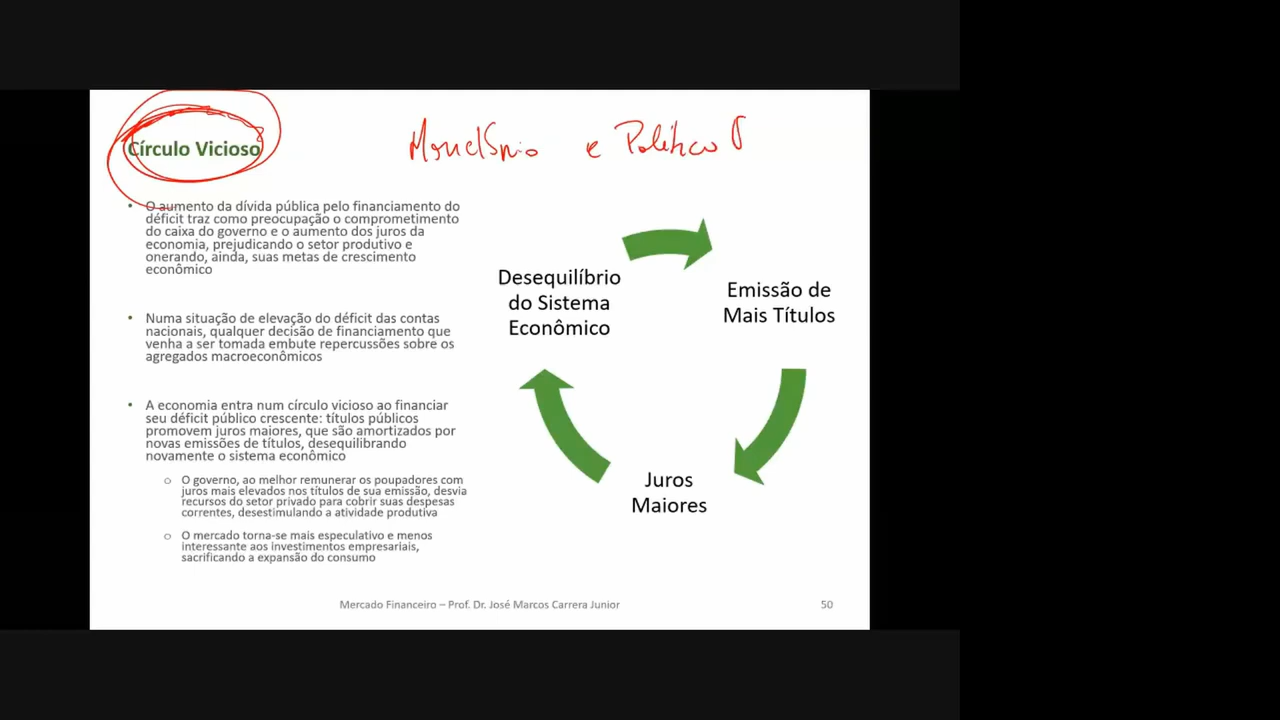 Círculo Vicioso
e Político
• O aumento da dívida pública pelo financiamento do
déficit traz como preocupação o comprometimento
do caixa do governo e o aumento dos juros da
economia, prejudicando o setor produtivo e
onerando, ainda, suas metas de crescimento
econômico
• Numa situação de elevação do déficit das contas
nacionais, qualquer decisão de financiamento que
venha a ser tomada embute repercussões sobre os
agregados macroeconômicos
• A economia entra num círculo vicioso ao financiar
seu déficit público crescente: títulos públicos
promovem juros maiores, que são amortizados por
novas emissões de títulos, desequilibrando
novamente o sistema econômico
o O governo, ao melhor remunerar os poupadores com
juros mais elevados nos títulos de sua emissão, desvia
recursos do setor privado para cobrir suas despesas
correntes, desestimulando a atividade produtiva
o O mercado torna-se mais especulativo e menos
interessante aos investimentos empresariais,
sacrificando a expansão do consumo
Desequilíbrio
do Sistema
Econômico
Emissão de
Mais Títulos
Juros
Maiores
Mercado Financeiro – Prof. Dr. José Marcos Carrera Junior
50